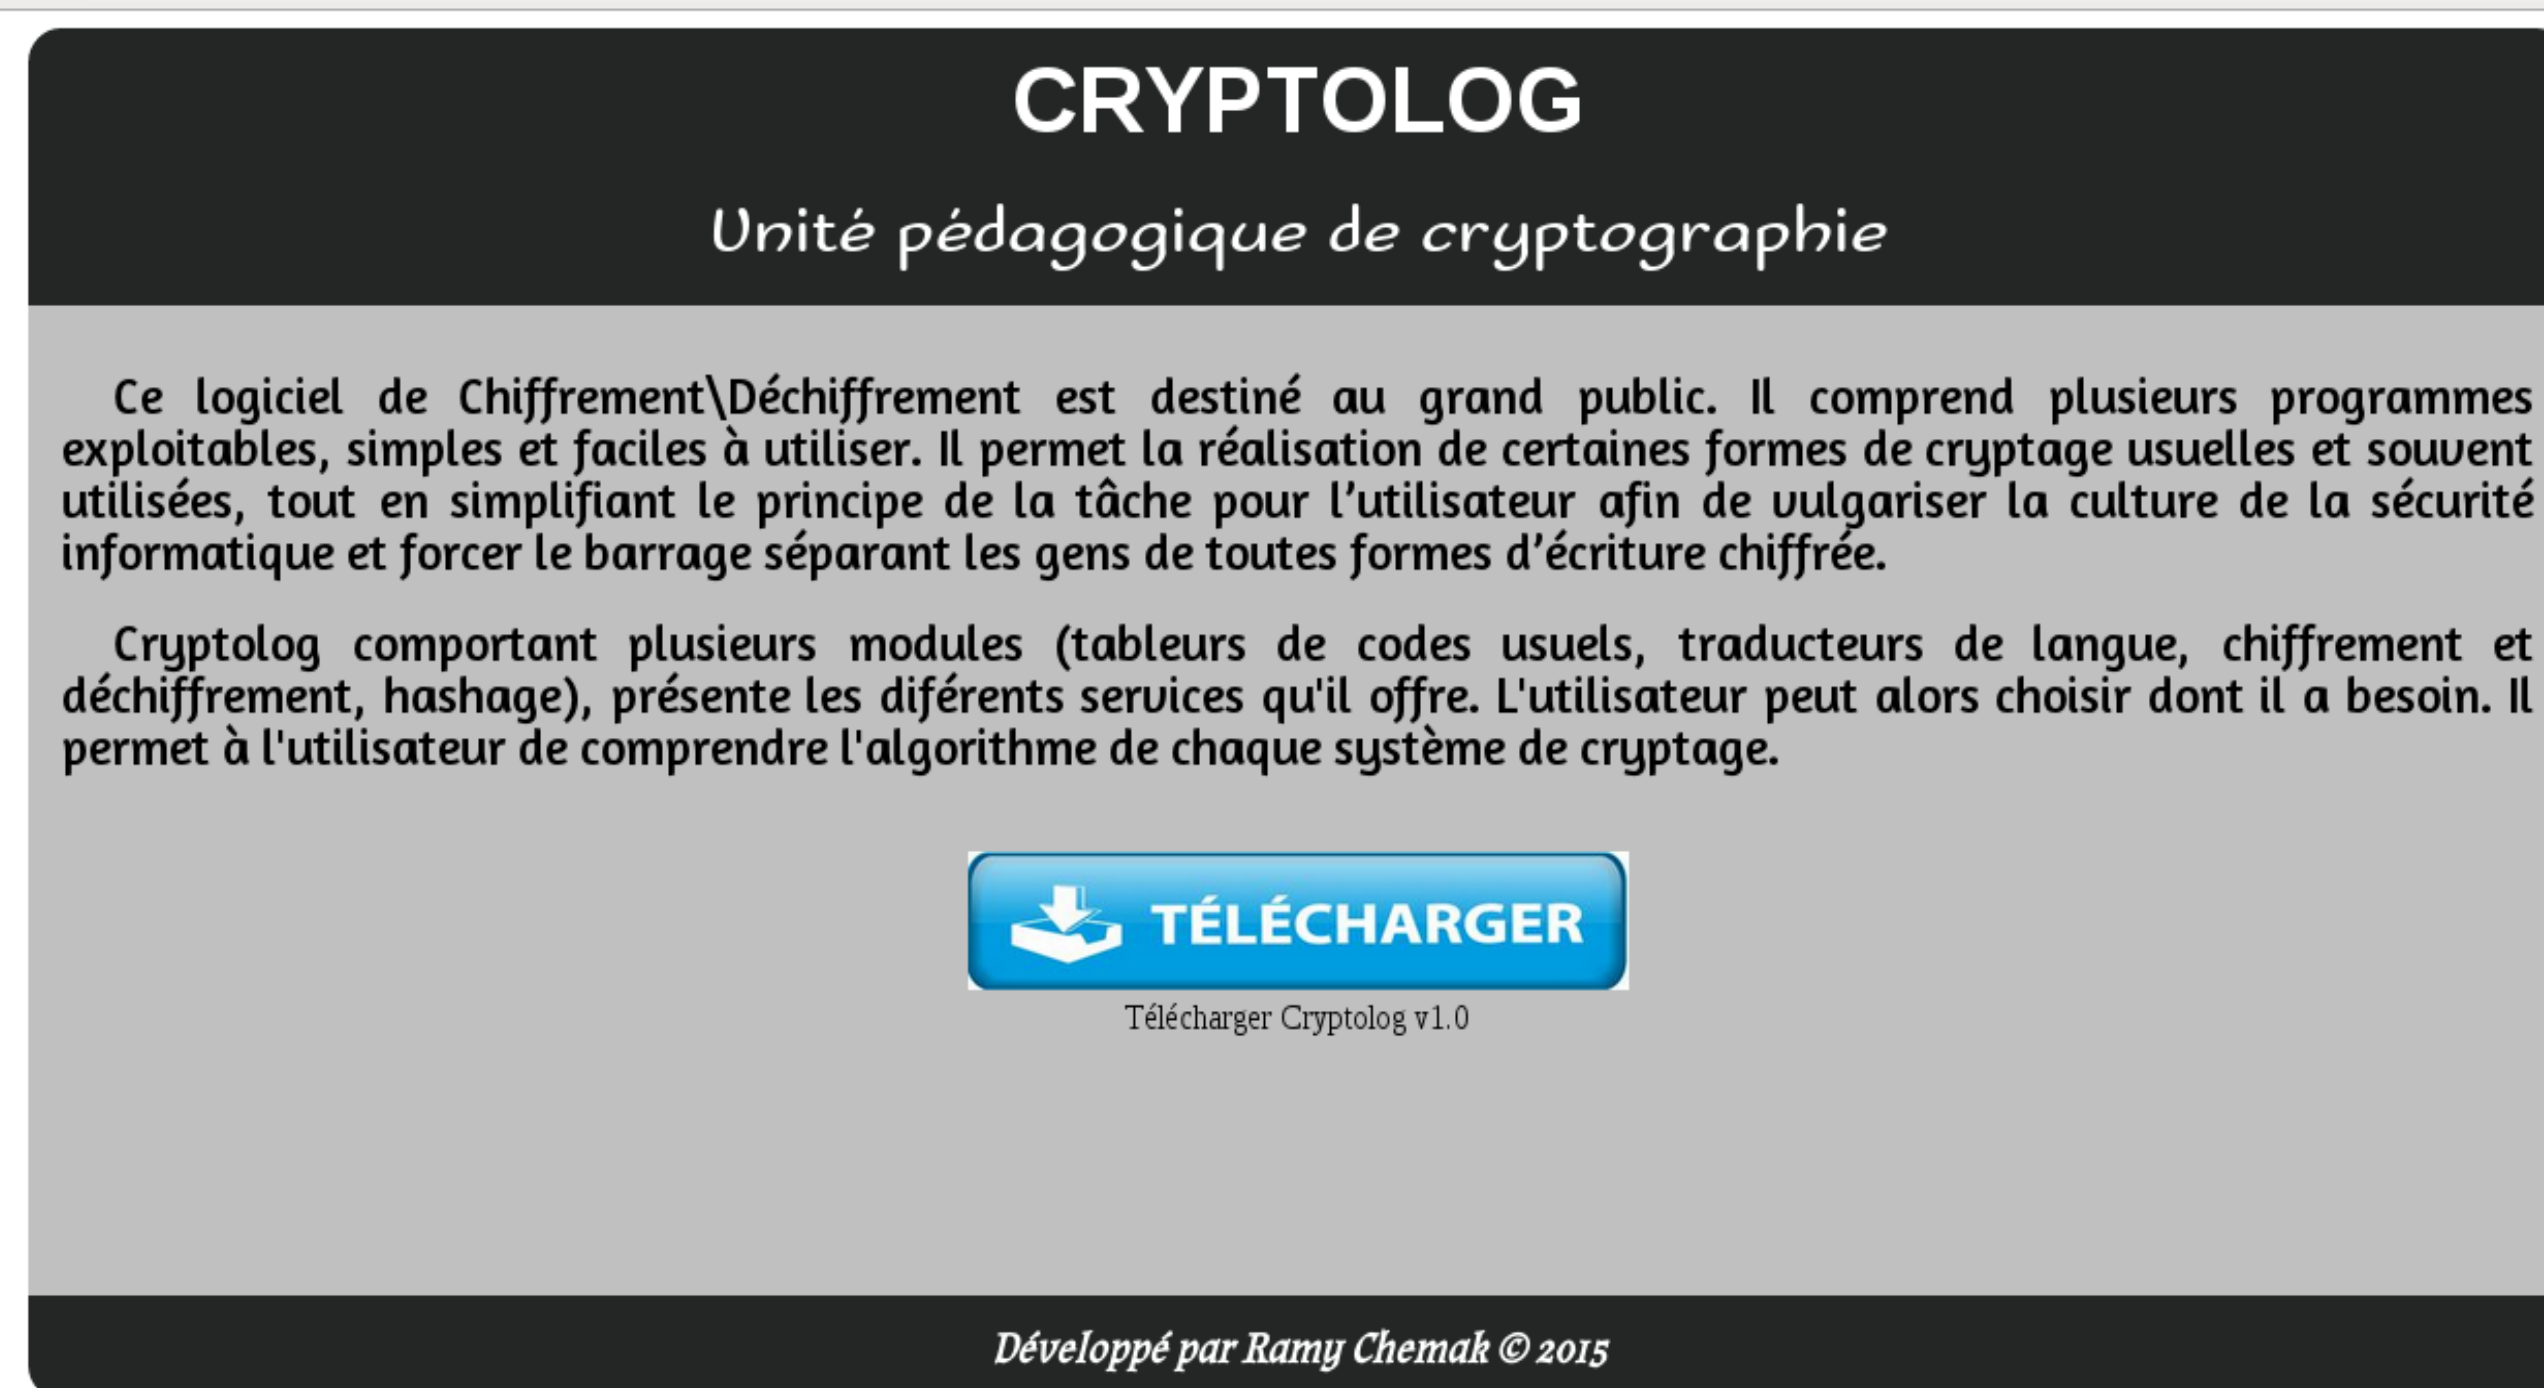 CRYPTOLOG
Unité pédagogique de cryptographie
Ce logiciel de Chiffrement\Déchiffrement est destiné au grand public. Il comprend plusieurs programmes
exploitables, simples et faciles à utiliser. Il permet la réalisation de certaines formes de cryptage usuelles et souvent
utilisées, tout en simplifiant le principe de la tâche pour l’utilisateur afin de vulgariser la culture de la sécurité
informatique et forcer le barrage séparant les gens de toutes formes d’écriture chiffrée.
Cryptolog comportant plusieurs modules (tableurs de codes usuels, traducteurs de langue, chiffrement et
déchiffrement, hashage), présente les diférents services qu'il offre. L'utilisateur peut alors choisir dont il a besoin. Il
permet à l'utilisateur de comprendre l'algorithme de chaque système de cryptage.
TÉLÉCHARGER
Télécharger Cryptolog v1.0
Développé par Ramy Chemak © 2015